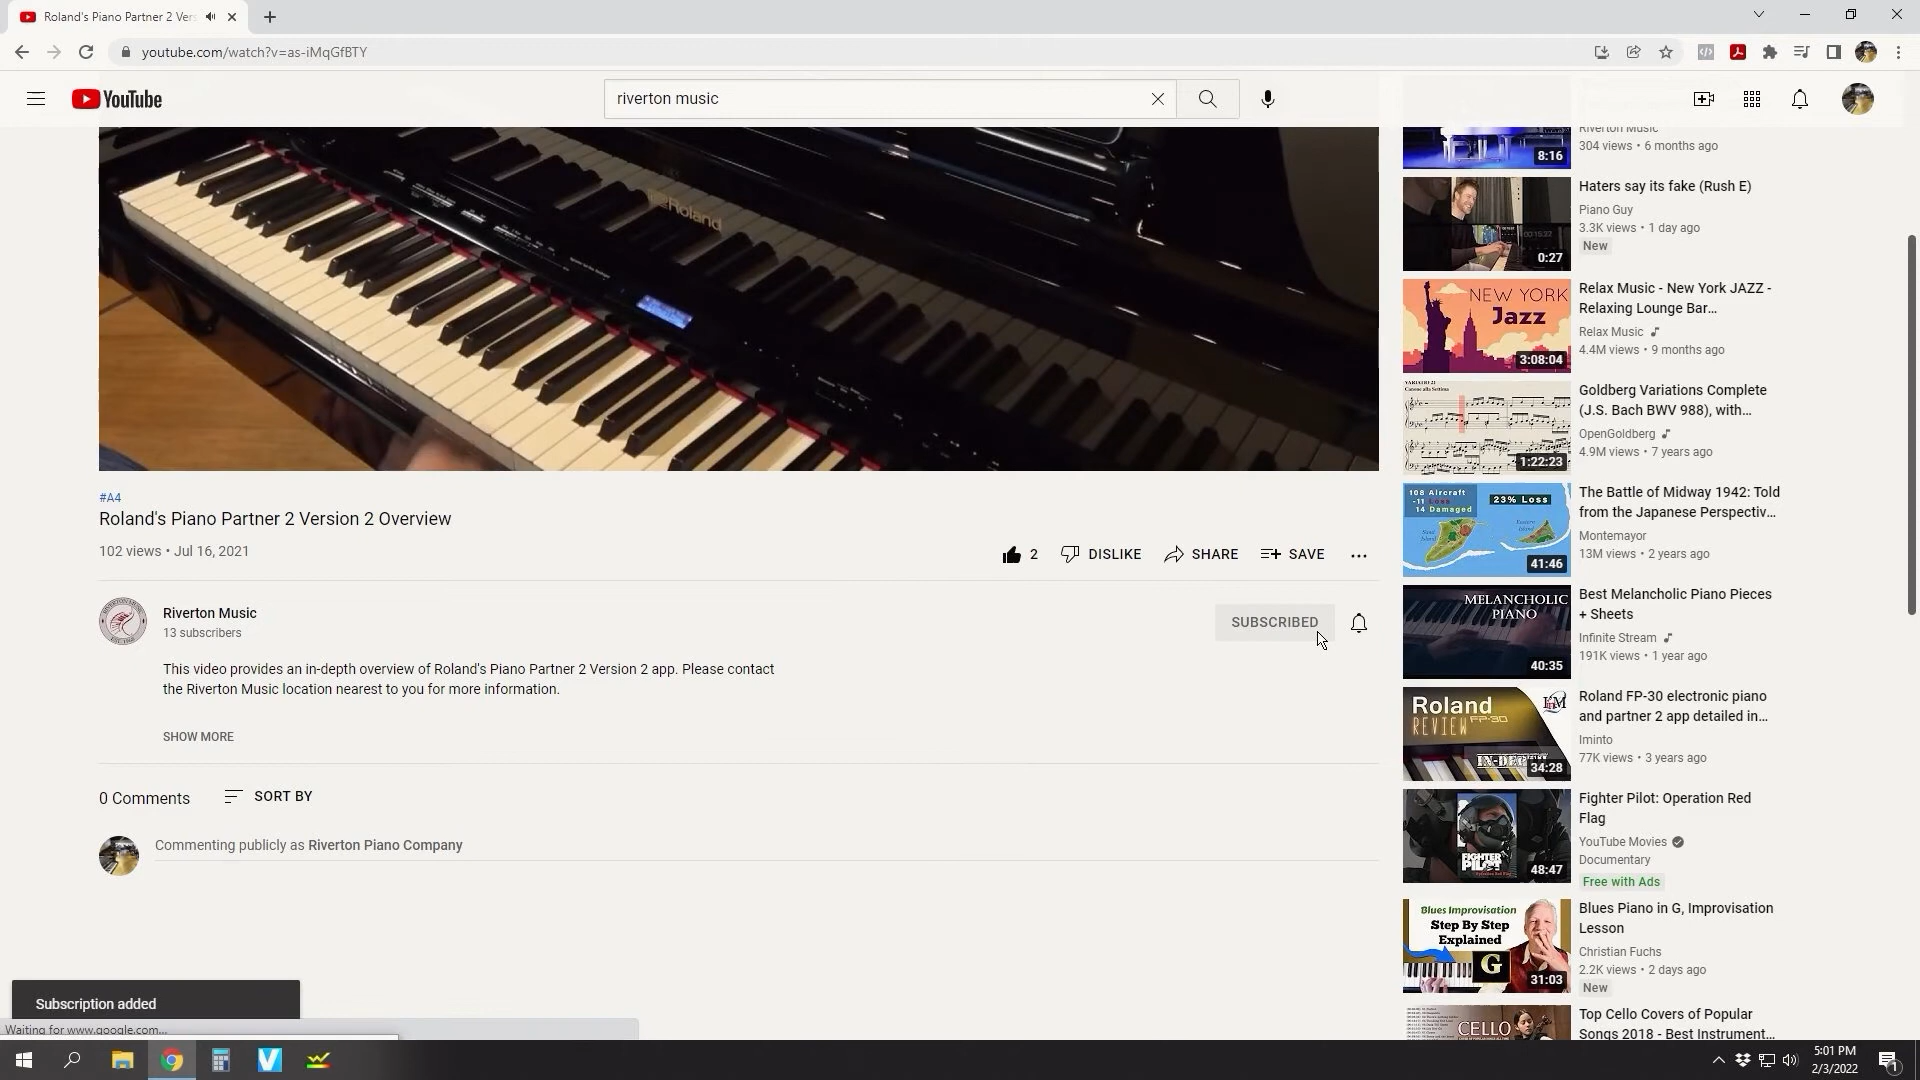 Roland's Piano Partner 2 Vers
youtube.com/watch?v=as-iMqGfBTY
YouTube
riverton music
Roland
#A4
Roland's Piano Partner 2 Version 2 Overview
102 views • Jul 16, 2021
2
DISLIKE
SHARE
SAVE
Riverton Music
13 subscribers
SUBSCRIBED
This video provides an in-depth overview of Roland's Piano Partner 2 Version 2 app. Please contact
the Riverton Music location nearest to you for more information.
SHOW MORE
0 Comments
SORT BY
Commenting publicly as Riverton Piano Company
Subscription added
Waiting for www.google.com...
8:16
Riverton Music
304 views • 6 months ago
0:27
Haters say its fake (Rush E)
Piano Guy
3.3K views • 1 day ago
New
NEW YORK
Jazz
3:08:04
Relax Music - New York JAZZ -
Relaxing Lounge Bar...
Relax Music
4.4M views • 9 months ago
1:22:23
Goldberg Variations Complete
(J.S. Bach BWV 988), with...
OpenGoldberg
4.9M views • 7 years ago
108 Aircraft
-11 Loss
14 Damaged
23% Loss
41:46
The Battle of Midway 1942: Told
from the Japanese Perspectiv...
Montemayor
13M views • 2 years ago
MELANCHOLIC
PIANO
40:35
Best Melancholic Piano Pieces
+ Sheets
Infinite Stream
191K views • 1 year ago
Roland
REVIEW FP-30
IN-DEPTH
34:28
Roland FP-30 electronic piano
and partner 2 app detailed in...
Iminto
77K views • 3 years ago
FIGHTER
PILOT
48:47
Fighter Pilot: Operation Red
Flag
YouTube Movies
Documentary
Free with Ads
Blues Improvisation
Step By Step
Explained
G
31:03
Blues Piano in G, Improvisation
Lesson
Christian Fuchs
2.2K views • 2 days ago
New
CELLO
Top Cello Covers of Popular
Songs 2018 - Best Instrument...
5:01 PM
2/3/2022
1